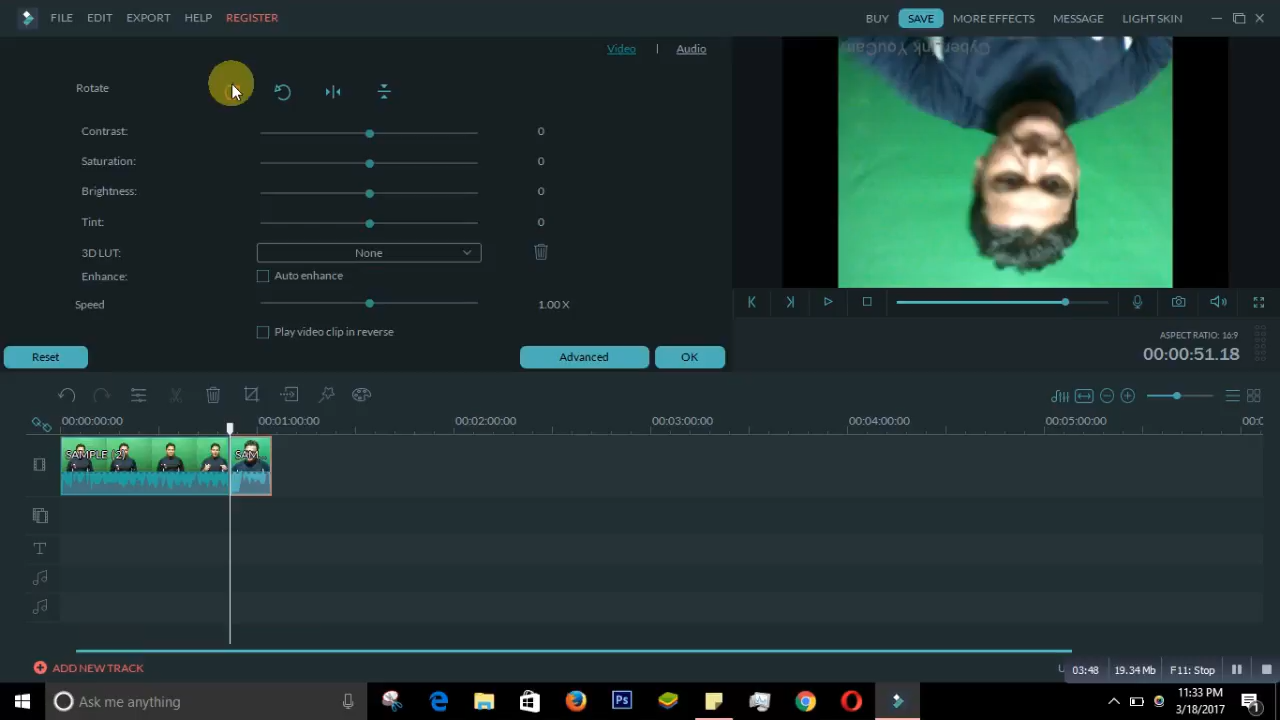 FILE EDIT EXPORT HELP REGISTER
BUY SAVE MORE EFFECTS MESSAGE LIGHT SKIN
Video | Audio
CyberLink YouCam
Rotate
Contrast: 0
Saturation: 0
Brightness: 0
Tint: 0
3D LUT: None
Enhance: Auto enhance
Speed 1.00 X
Play video clip in reverse
ASPECT RATIO: 16:9
00:00:51.18
Reset Advanced OK
00:00:00:00 00:01:00:00 00:02:00:00 00:03:00:00 00:04:00:00 00:05:00:00
SAMPLE (2) SAM...
ADD NEW TRACK
03:48 19.34 Mb F11: Stop
Ask me anything
11:33 PM
3/18/2017